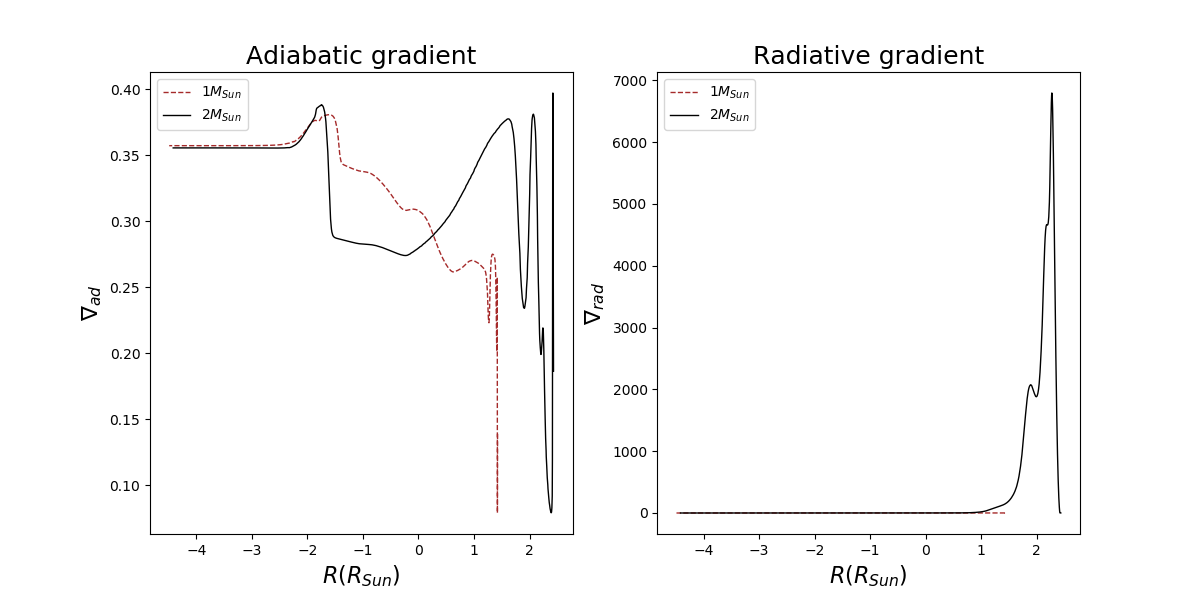 Adiabatic gradient
1M_Sun
2M_Sun
0.40
0.35
0.30
0.25
0.20
0.15
0.10
∇_ad
−4
−3
−2
−1
0
1
2
R(R_Sun)
Radiative gradient
1M_Sun
2M_Sun
7000
6000
5000
4000
3000
2000
1000
0
∇_rad
−4
−3
−2
−1
0
1
2
R(R_Sun)